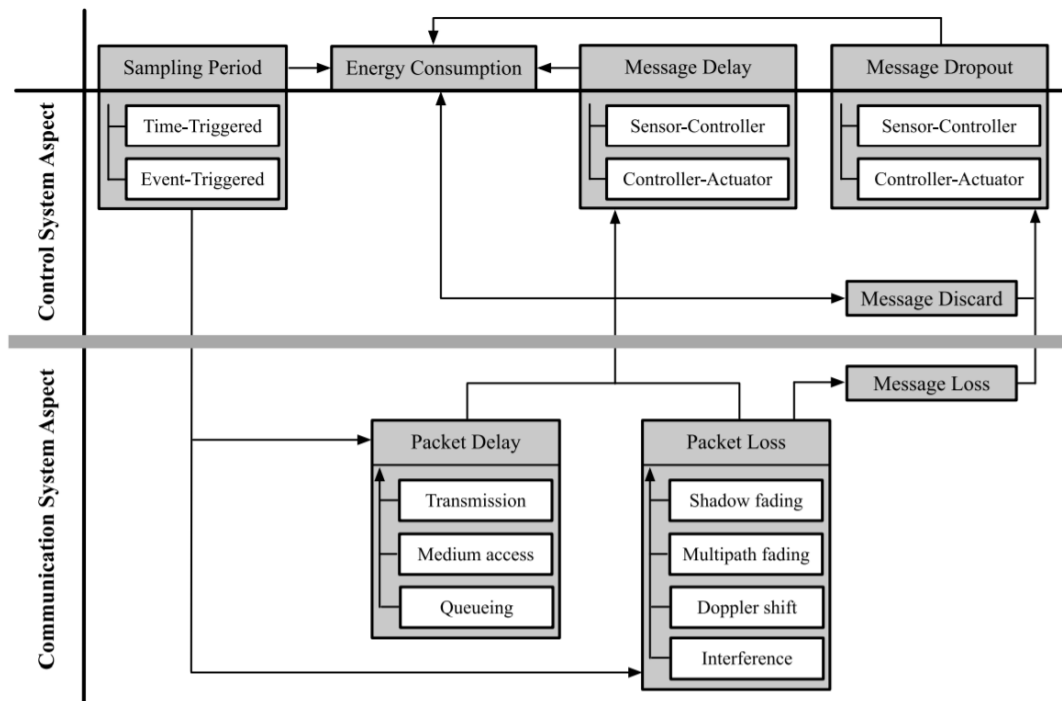 Sampling Period
Energy Consumption
Message Delay
Message Dropout
Control System Aspect
Time-Triggered
Event-Triggered
Sensor-Controller
Controller-Actuator
Sensor-Controller
Controller-Actuator
Message Discard
Communication System Aspect
Message Loss
Packet Delay
Transmission
Medium access
Queueing
Packet Loss
Shadow fading
Multipath fading
Doppler shift
Interference